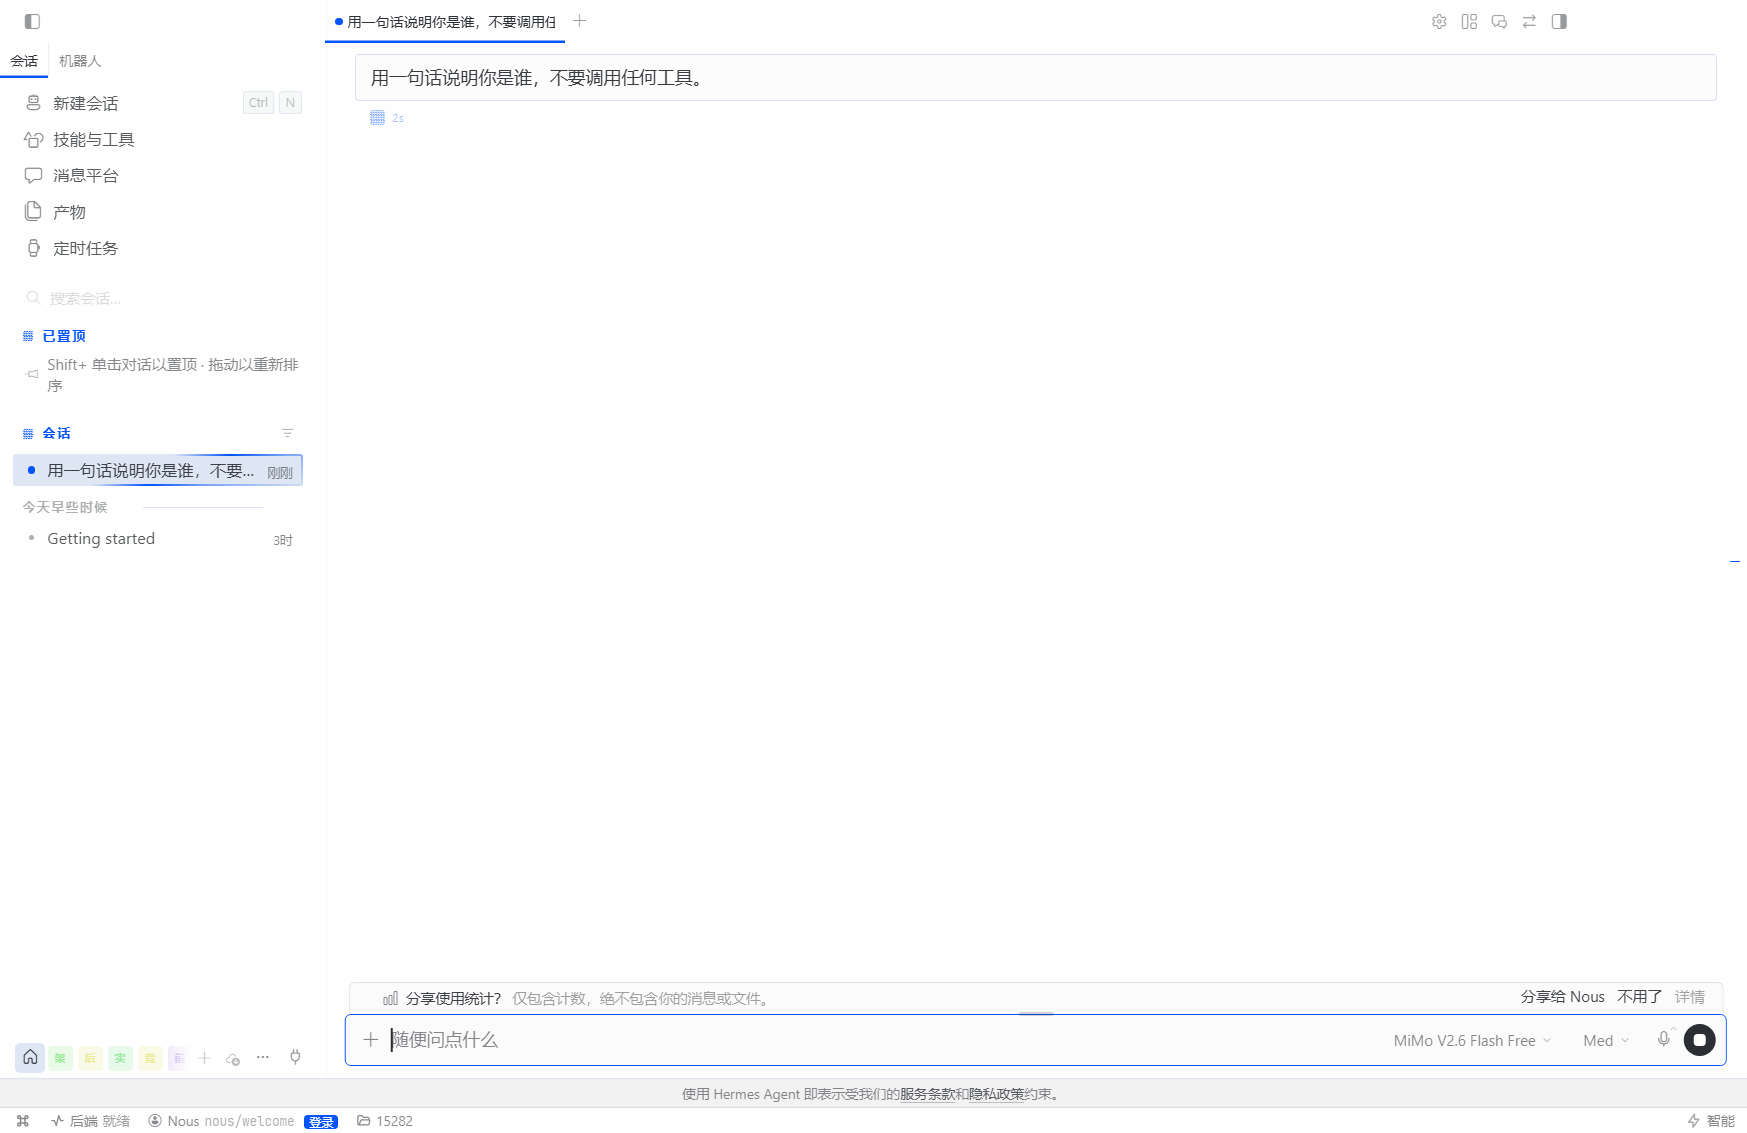 用一句话说明你是谁，不要调用任
会话
机器人
新建会话 Ctrl N
技能与工具
消息平台
产物
定时任务
搜索会话...
已置顶
Shift+ 单击对话以置顶 · 拖动以重新排
序
会话
用一句话说明你是谁，不要... 刚刚
今天早些时候
Getting started 3时
用一句话说明你是谁，不要调用任何工具。
2s
分享使用统计？ 仅包含计数，绝不包含你的消息或文件。 分享给 Nous 不用了 详情
随便问点什么 MiMo V2.6 Flash Free Med
架 后 实 竞
使用 Hermes Agent 即表示受我们的服务条款和隐私政策约束。
后端 就绪 Nous nous/welcome 登录 15282 智能